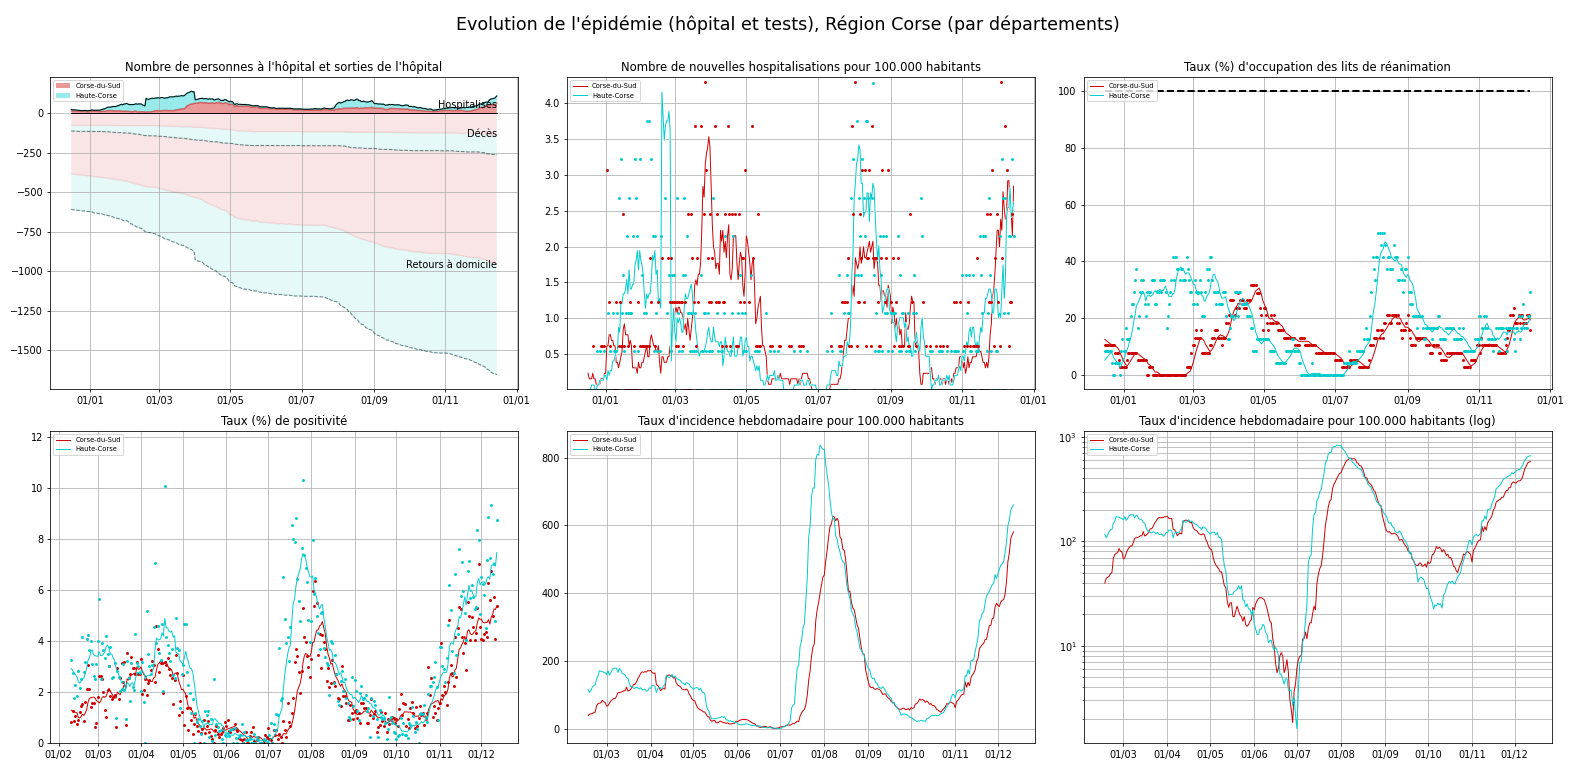 Evolution de l'épidémie (hôpital et tests), Région Corse (par départements)
Nombre de personnes à l'hôpital et sorties de l'hôpital
Corse-du-Sud
Haute-Corse
Hospitalisés
Décès
Retours à domicile
0
−250
−500
−750
−1000
−1250
−1500
01/01 01/03 01/05 01/07 01/09 01/11 01/01
Nombre de nouvelles hospitalisations pour 100.000 habitants
Corse-du-Sud
Haute-Corse
4.0
3.5
3.0
2.5
2.0
1.5
1.0
0.5
01/01 01/03 01/05 01/07 01/09 01/11 01/01
Taux (%) d'occupation des lits de réanimation
Corse-du-Sud
Haute-Corse
100
80
60
40
20
0
01/01 01/03 01/05 01/07 01/09 01/11 01/01
Taux (%) de positivité
Corse-du-Sud
Haute-Corse
12
10
8
6
4
2
0
01/02 01/03 01/04 01/05 01/06 01/07 01/08 01/09 01/10 01/11 01/12
Taux d'incidence hebdomadaire pour 100.000 habitants
Corse-du-Sud
Haute-Corse
800
600
400
200
0
01/03 01/04 01/05 01/06 01/07 01/08 01/09 01/10 01/11 01/12
Taux d'incidence hebdomadaire pour 100.000 habitants (log)
Corse-du-Sud
Haute-Corse
10³
10²
10¹
01/03 01/04 01/05 01/06 01/07 01/08 01/09 01/10 01/11 01/12